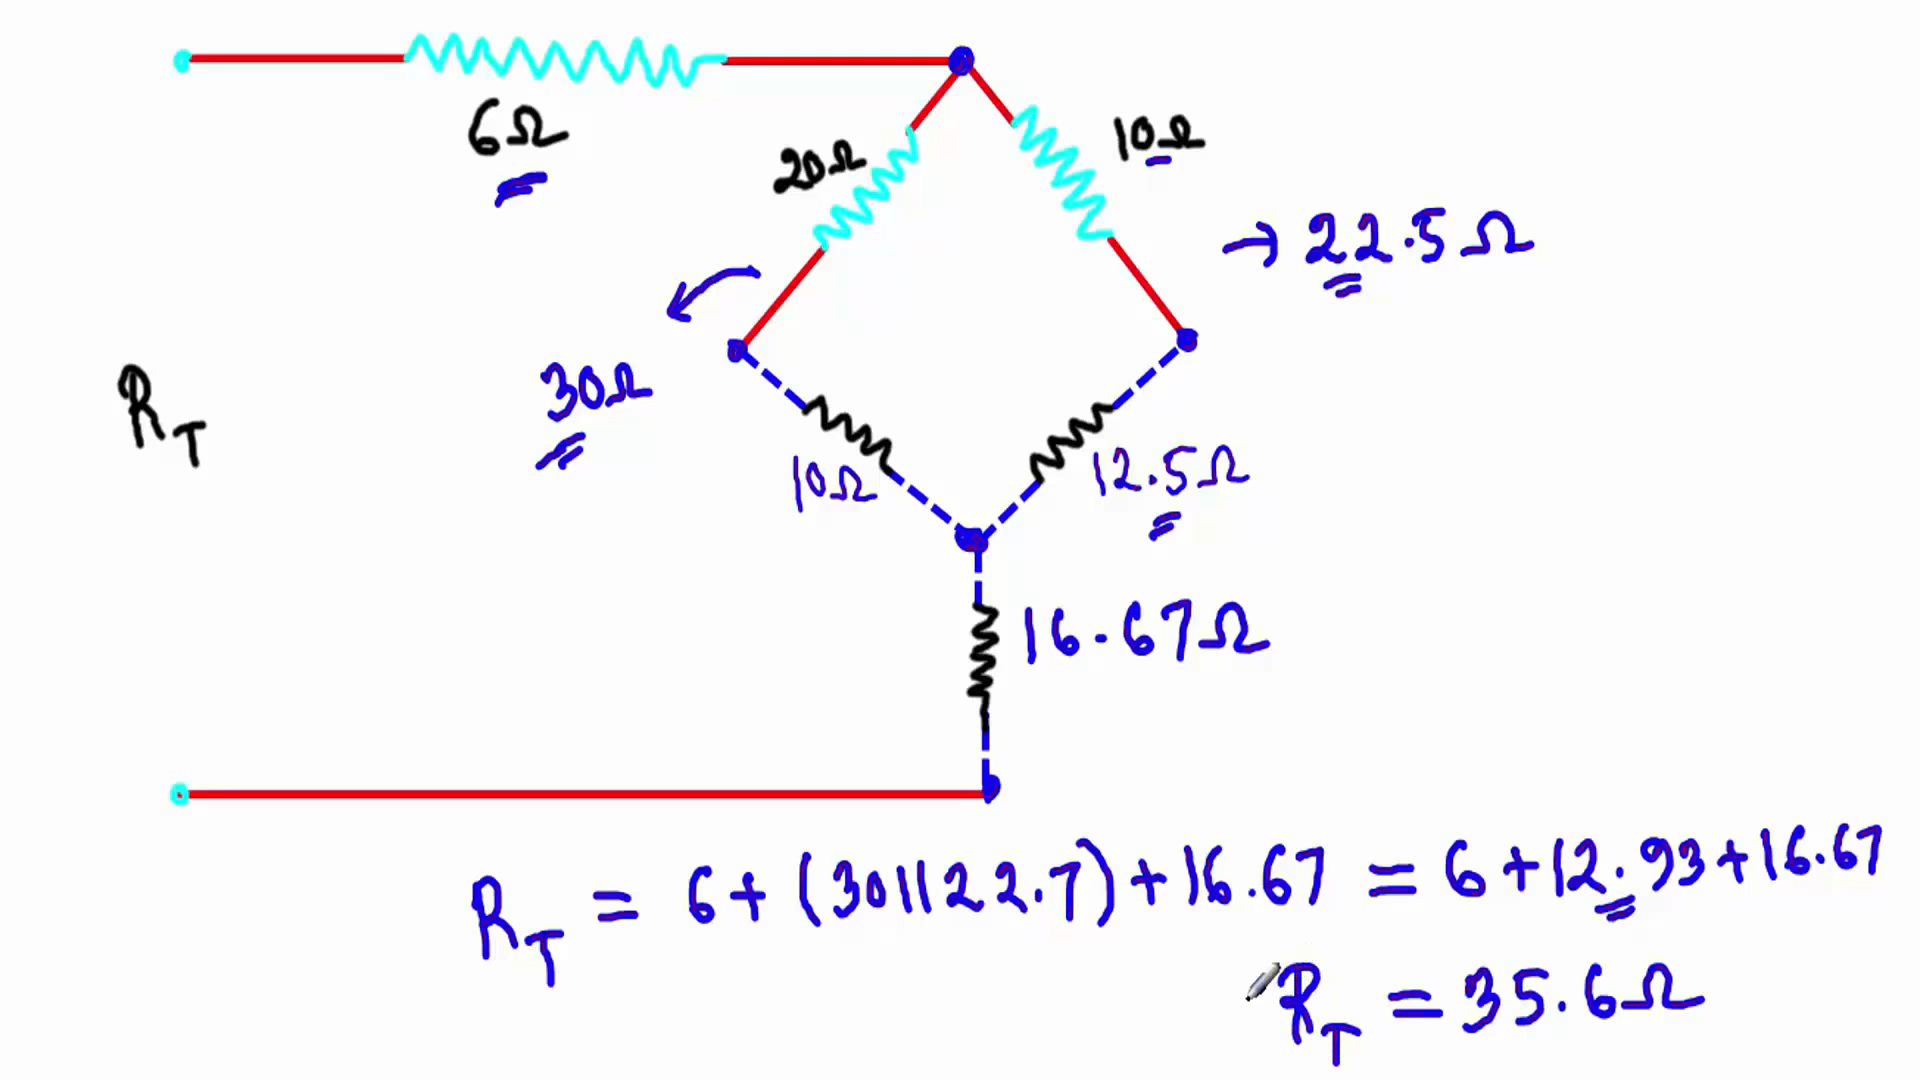 6Ω
20Ω
10Ω
→ 22.5Ω
30Ω
R_T
10Ω
12.5Ω
16.67Ω
R_T = 6 + (30||22.7) + 16.67 = 6 + 12.93 + 16.67
R_T = 35.6Ω